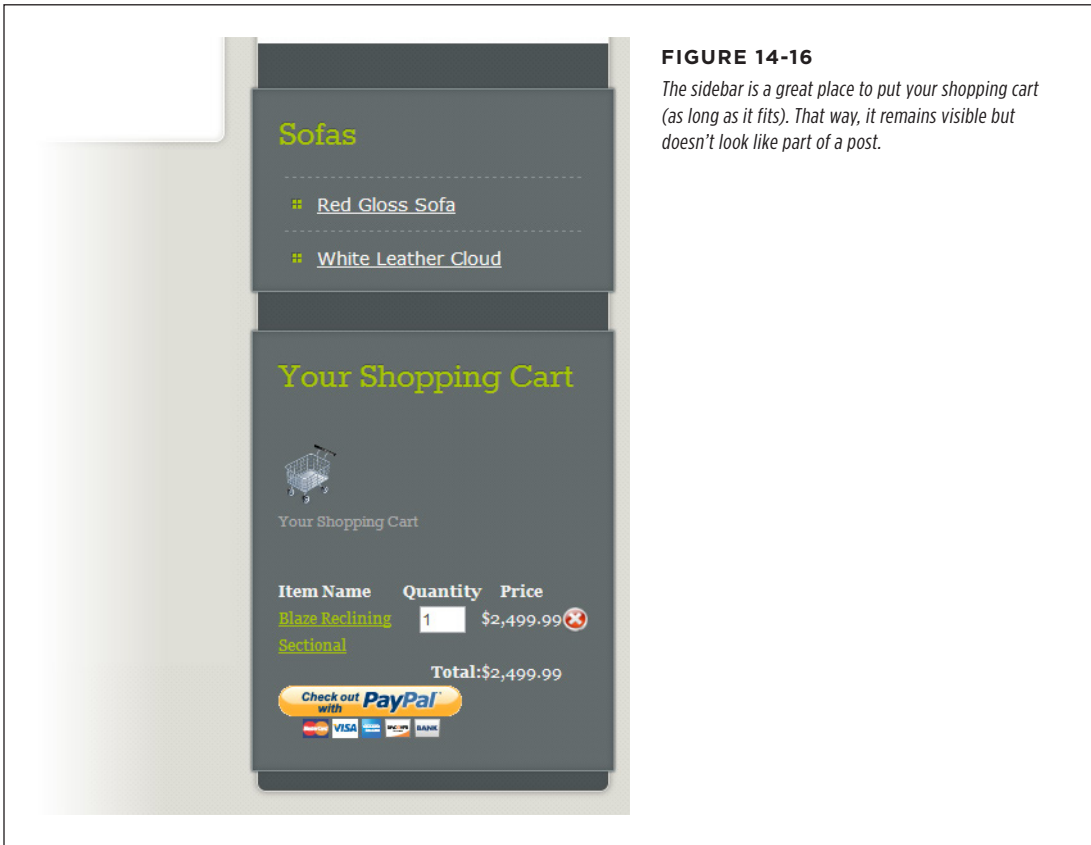 FIGURE 14-16
The sidebar is a great place to put your shopping cart
(as long as it fits). That way, it remains visible but
doesn't look like part of a post.
Sofas
Red Gloss Sofa
White Leather Cloud
Your Shopping Cart
Your Shopping Cart
Item Name Quantity Price
Blaze Reclining 1 $2,499.99
Sectional
Total:$2,499.99
Check out with PayPal
VISA BANK